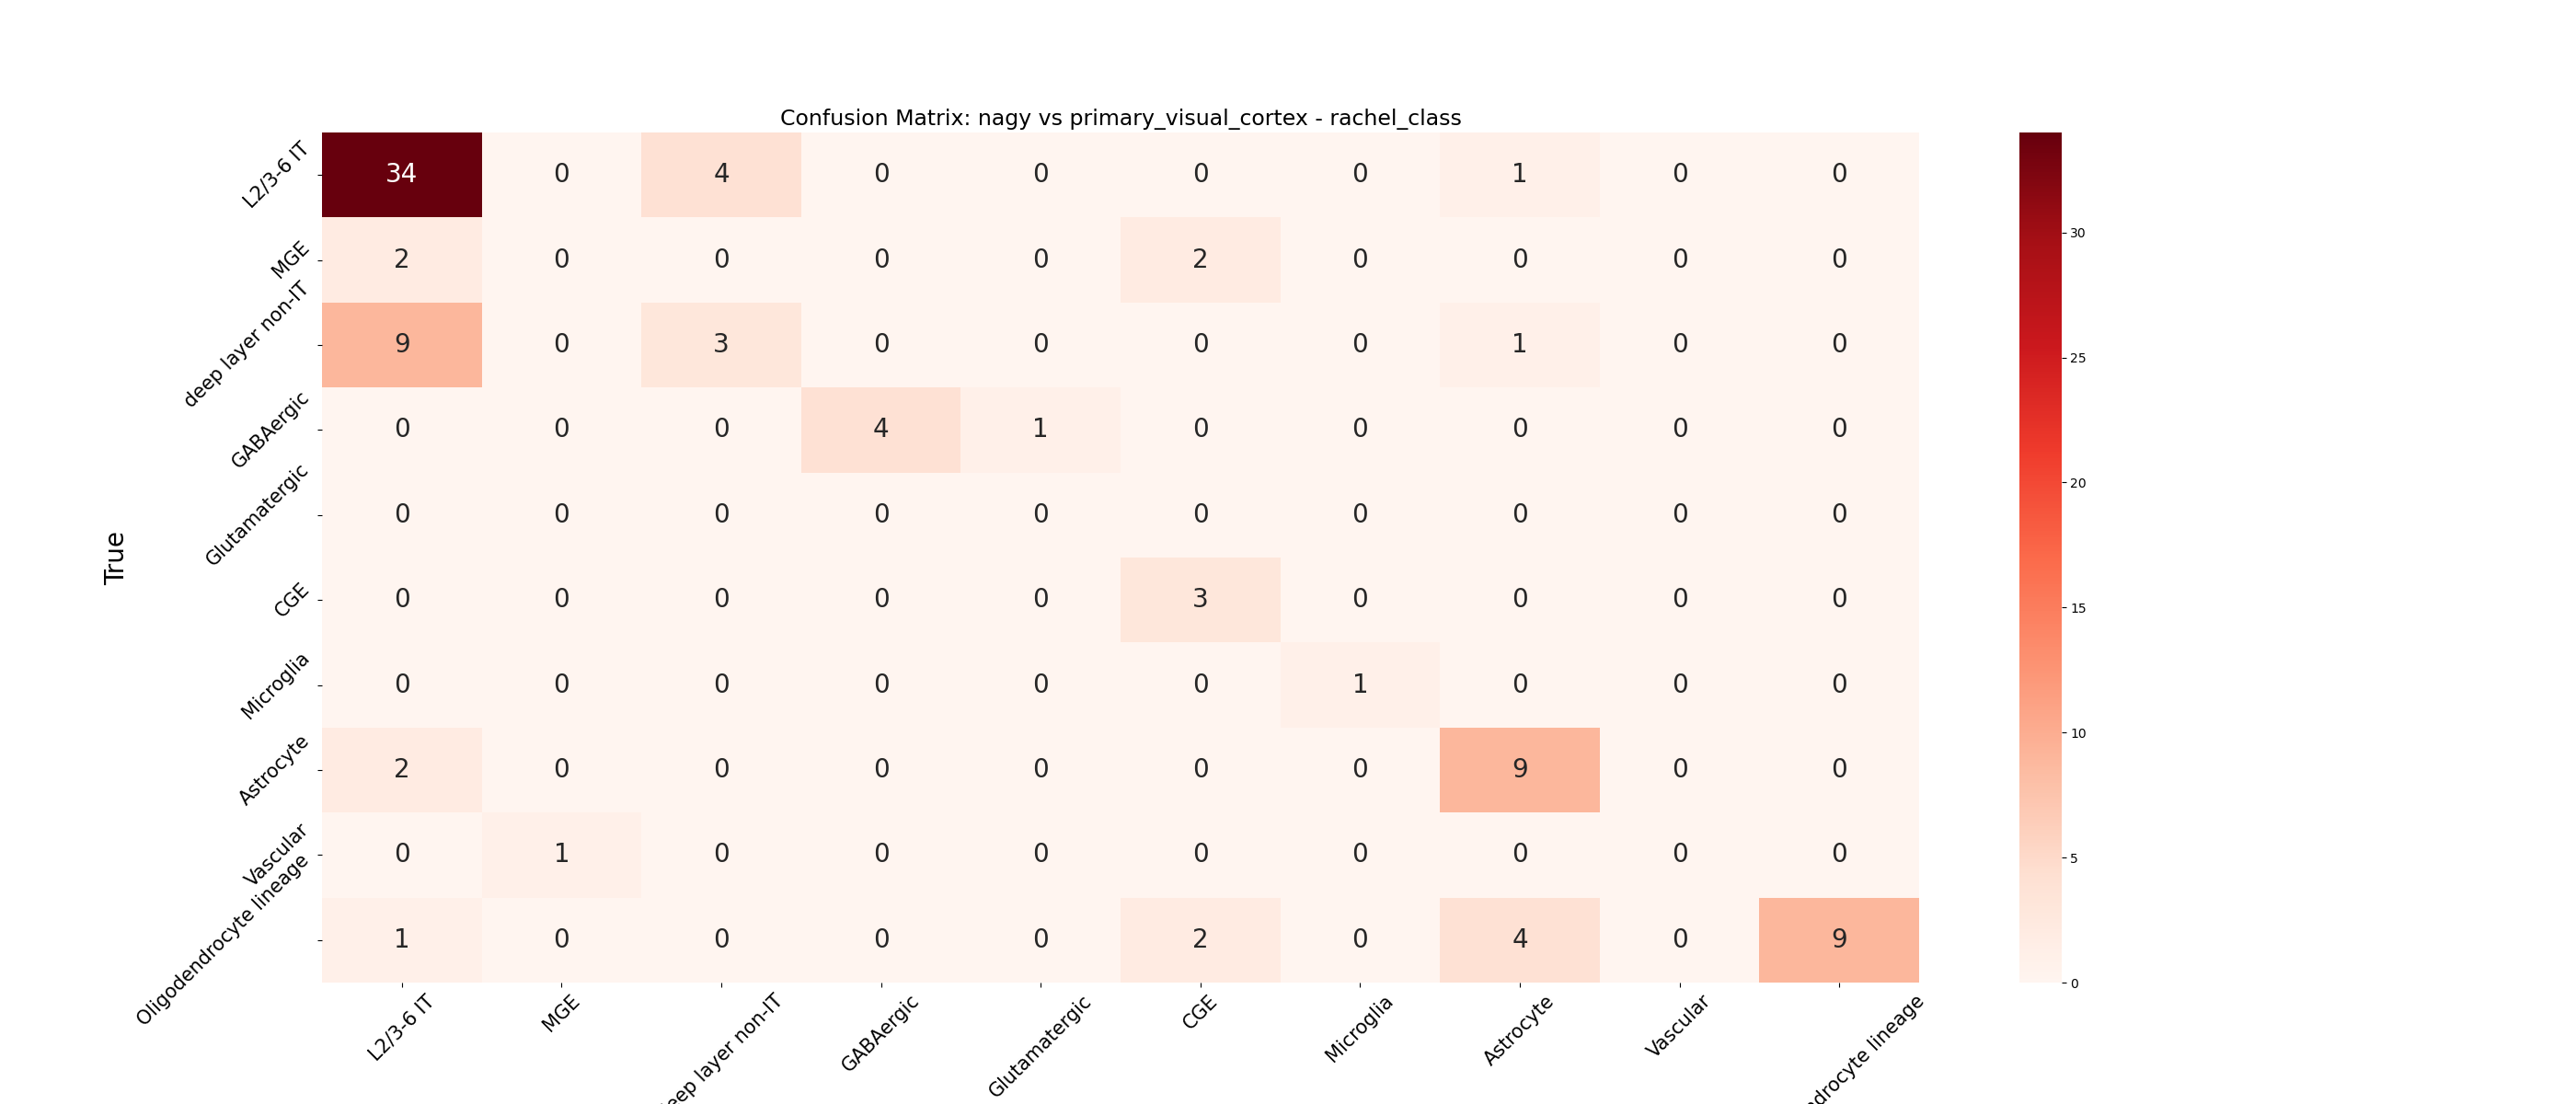 Confusion Matrix: nagy vs primary_visual_cortex - rachel_class
True
L2/3-6 IT 34 0 4 0 0 0 0 1 0 0
MGE 2 0 0 0 0 2 0 0 0 0
deep layer non-IT 9 0 3 0 0 0 0 1 0 0
GABAergic 0 0 0 4 1 0 0 0 0 0
Glutamatergic 0 0 0 0 0 0 0 0 0 0
CGE 0 0 0 0 0 3 0 0 0 0
Microglia 0 0 0 0 0 0 1 0 0 0
Astrocyte 2 0 0 0 0 0 0 9 0 0
Vascular 0 1 0 0 0 0 0 0 0 0
Oligodendrocyte lineage 1 0 0 0 0 2 0 4 0 9
L2/3-6 IT
MGE
eep layer non-IT
GABAergic
Glutamatergic
CGE
Microglia
Astrocyte
Vascular
ndrocyte lineage
30
25
20
15
10
5
0